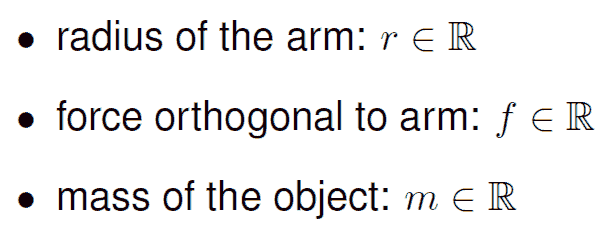 • radius of the arm: r ∈ ℝ
• force orthogonal to arm: f ∈ ℝ
• mass of the object: m ∈ ℝ